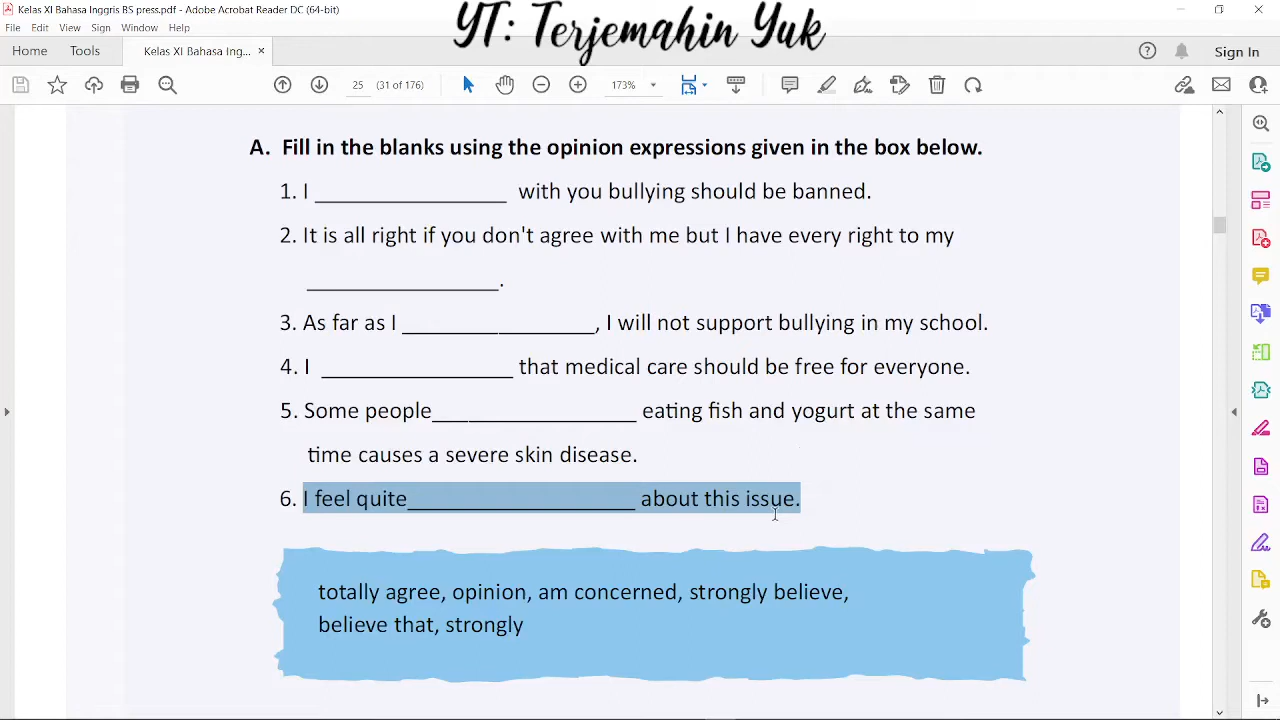 Kelas XI Bahasa Inggris BS press.pdf - Adobe Acrobat Reader DC (64-bit)
YT: Terjemahin Yuk
File Edit View Sign Window Help
Home Tools Kelas XI Bahasa Ing... × Sign In
25 (31 of 176) 173%
A. Fill in the blanks using the opinion expressions given in the box below.
1. I ________________ with you bullying should be banned.
2. It is all right if you don't agree with me but I have every right to my
________________.
3. As far as I ________________, I will not support bullying in my school.
4. I ________________ that medical care should be free for everyone.
5. Some people_________________ eating fish and yogurt at the same
time causes a severe skin disease.
6. I feel quite___________________ about this issue.
totally agree, opinion, am concerned, strongly believe,
believe that, strongly